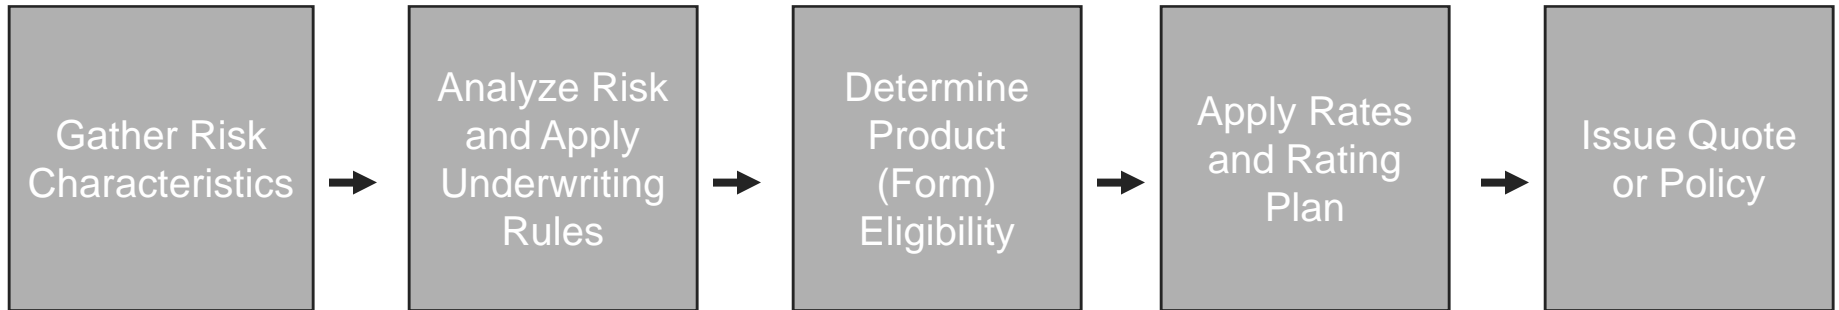 Gather Risk
Characteristics
Analyze Risk
and Apply
Underwriting
Rules
Determine
Product
(Form)
Eligibility
Apply Rates
and Rating
Plan
Issue Quote
or Policy